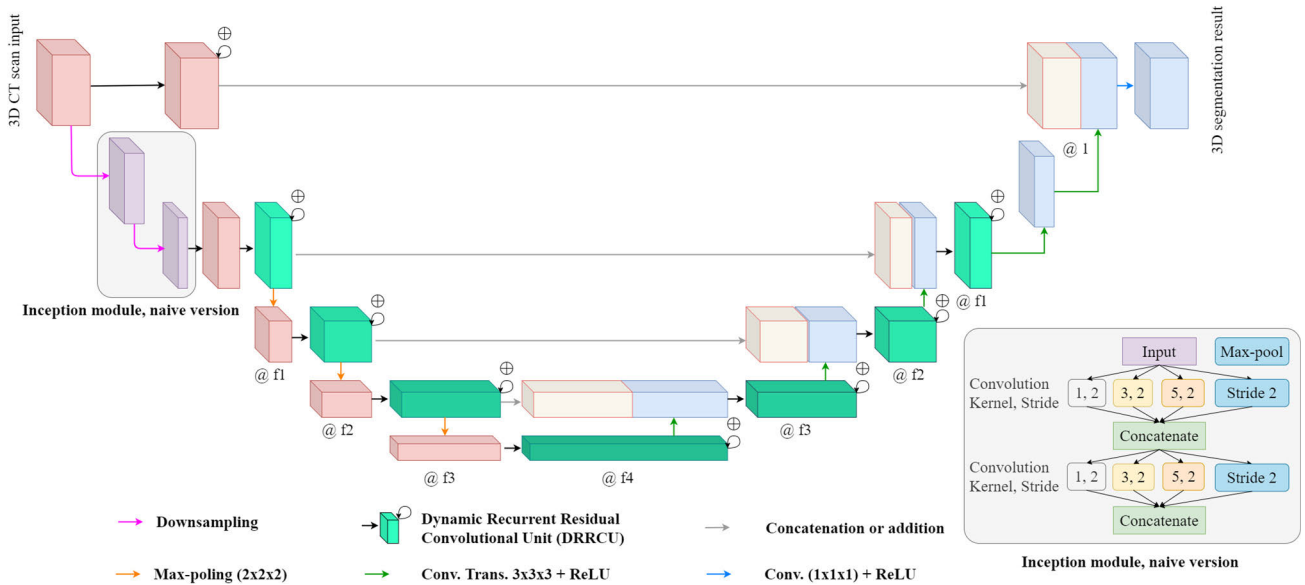 3D CT scan input
3D segmentation result
@ 1
Inception module, naive version
@ f1
@ f1
@ f2
@ f2
@ f3
@ f3
@ f4
Input
Max-pool
Convolution
Kernel, Stride
1, 2
3, 2
5, 2
Stride 2
Concatenate
Convolution
Kernel, Stride
1, 2
3, 2
5, 2
Stride 2
Concatenate
Inception module, naive version
Downsampling
Dynamic Recurrent Residual
Convolutional Unit (DRRCU)
Concatenation or addition
Max-poling (2x2x2)
Conv. Trans. 3x3x3 + ReLU
Conv. (1x1x1) + ReLU